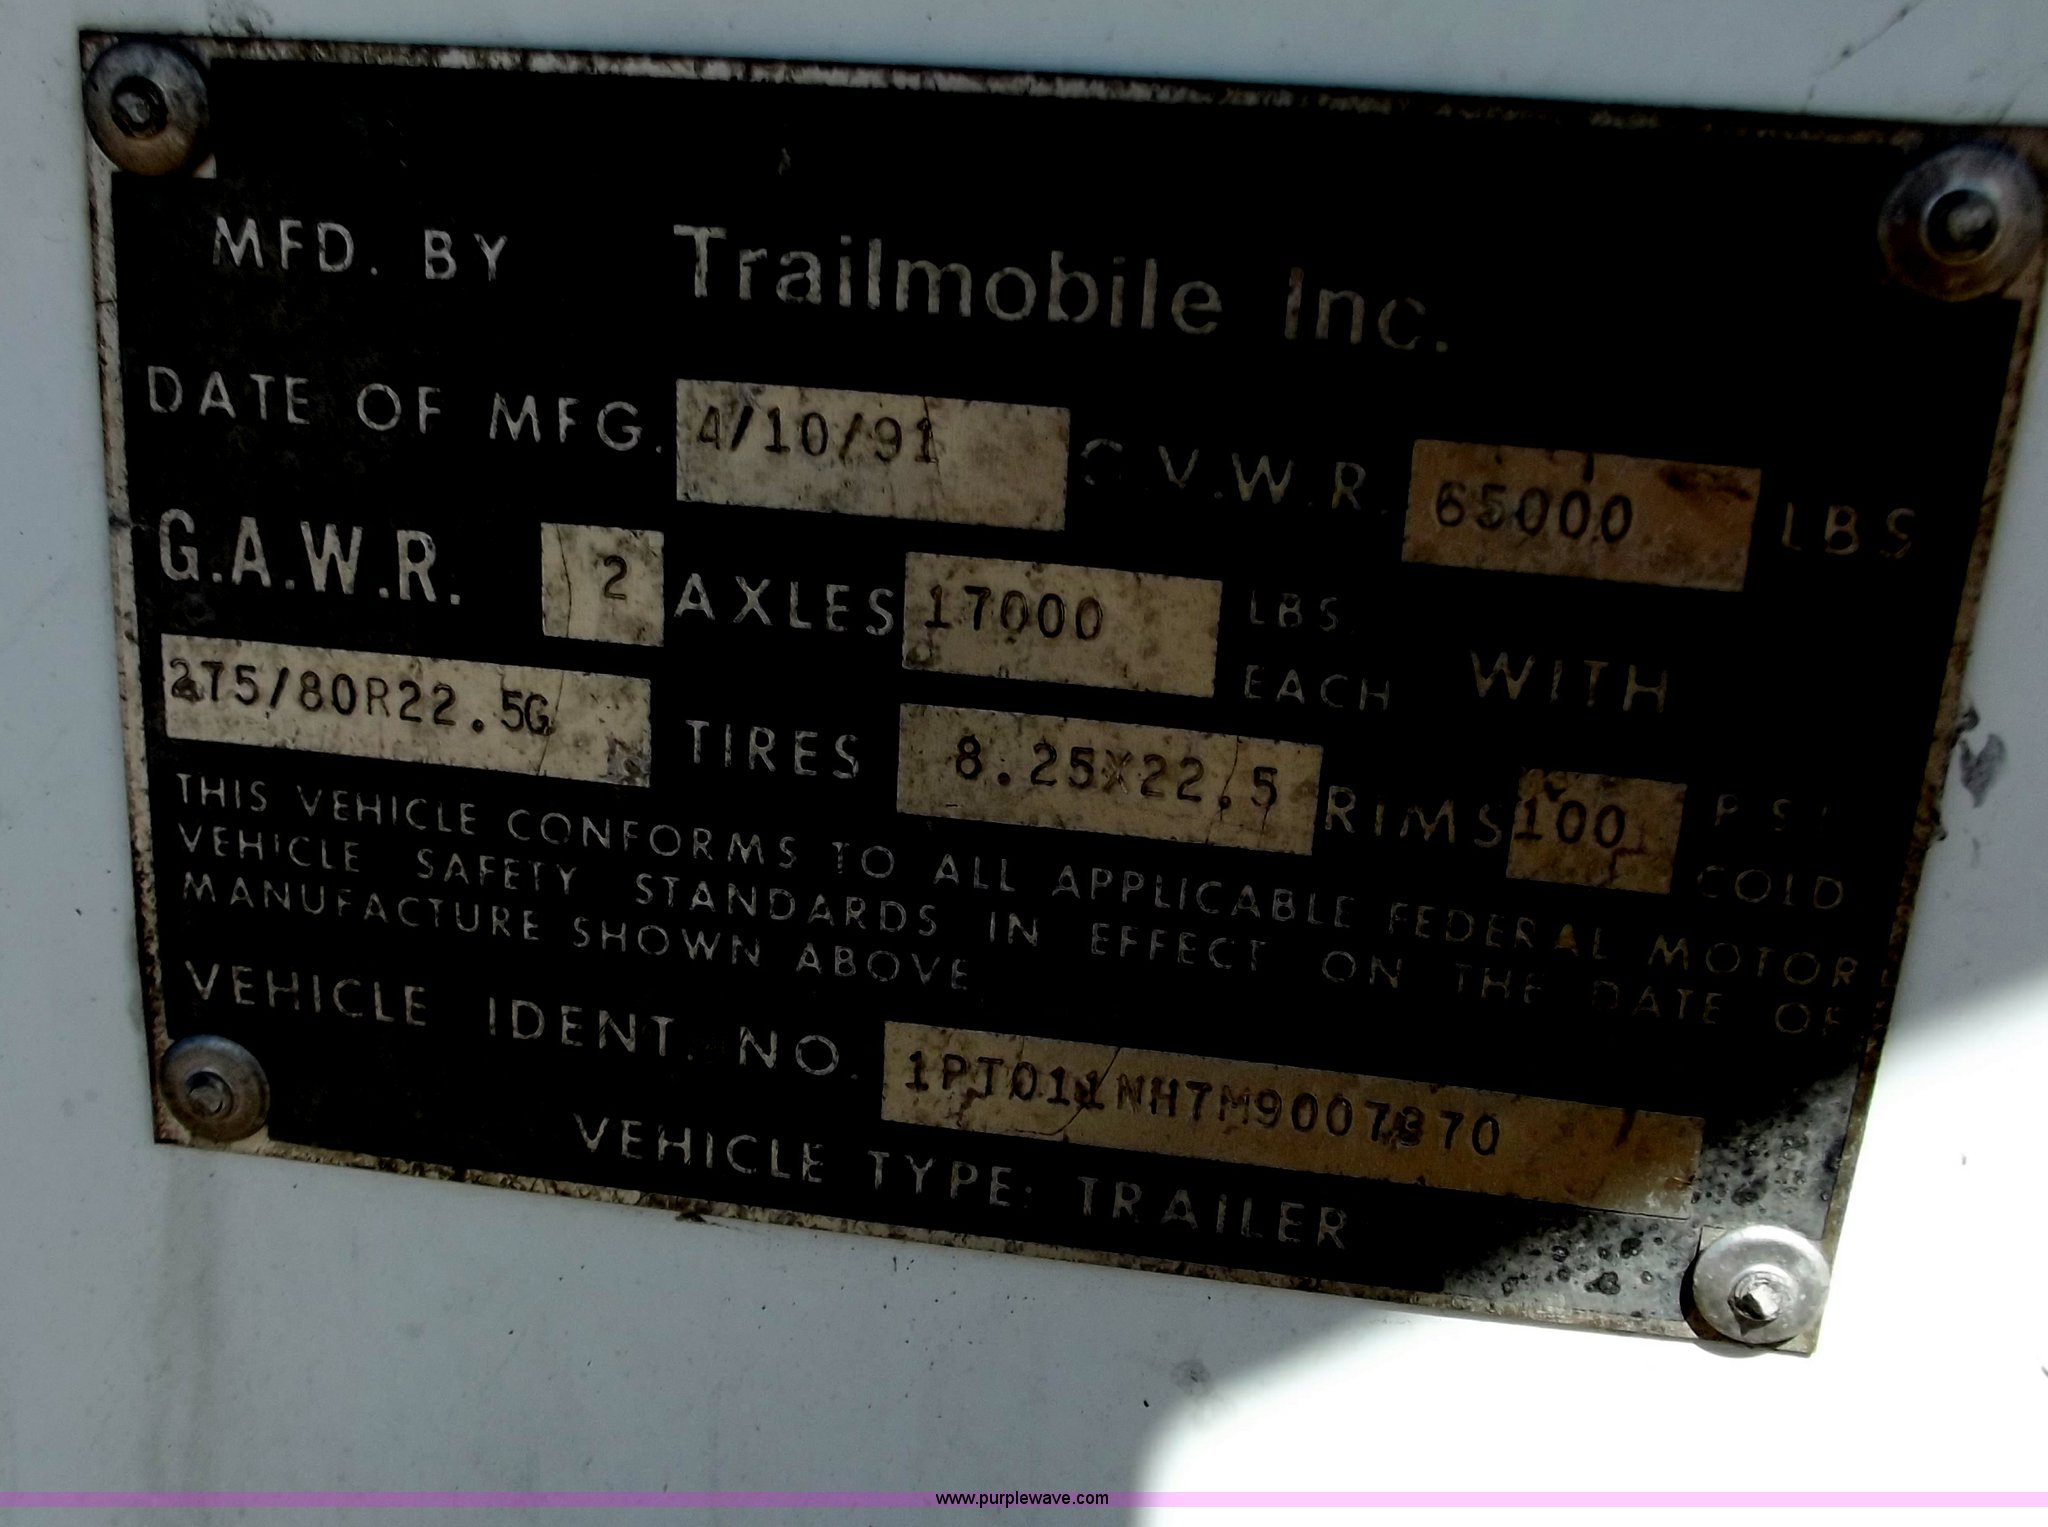 MFD. BY Trailmobile Inc.
DATE OF MFG. 4/10/91 G.V.W.R. 65000 LBS
G.A.W.R. 2 AXLES 17000 LBS. EACH WITH
275/80R22.5G TIRES 8.25X22.5 RIMS 100 P.S.I. COLD
THIS VEHICLE CONFORMS TO ALL APPLICABLE FEDERAL MOTOR
VEHICLE SAFETY STANDARDS IN EFFECT ON THE DATE OF
MANUFACTURE SHOWN ABOVE
VEHICLE IDENT. NO. 1PT011NH7M9007870
VEHICLE TYPE: TRAILER
www.purplewave.com